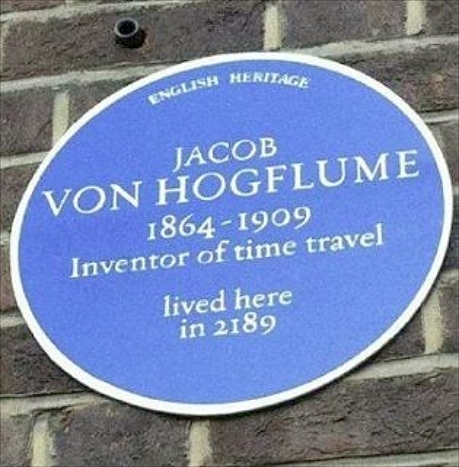 ENGLISH HERITAGE
JACOB
VON HOGFLUME
1864-1909
Inventor of time travel
lived here
in 2189